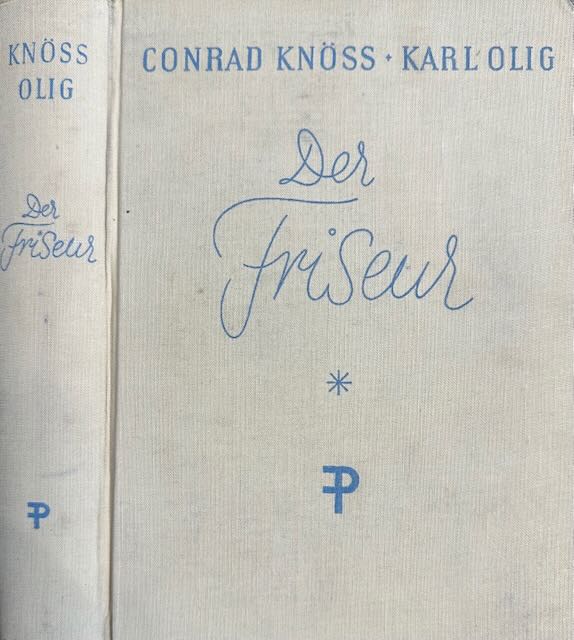 KNÖSS
OLIG
Der
Friseur
CONRAD KNÖSS · KARL OLIG
Der
Friseur
*